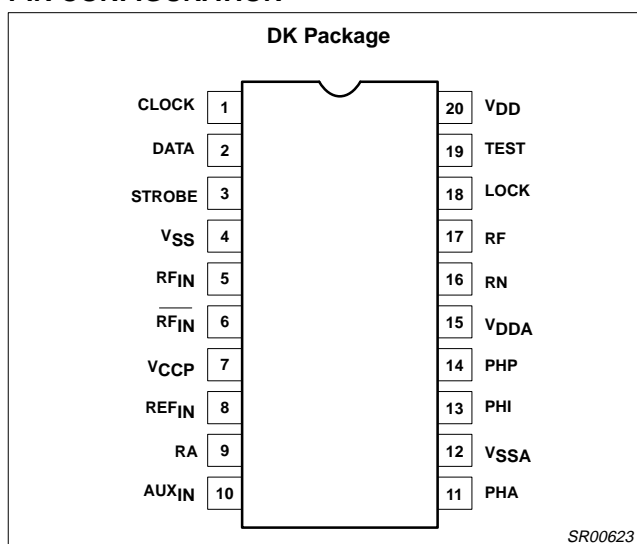 DK Package
CLOCK 1 20 VDD
DATA 2 19 TEST
STROBE 3 18 LOCK
VSS 4 17 RF
RFIN 5 16 RN
RFIN 6 15 VDDA
VCCP 7 14 PHP
REFIN 8 13 PHI
RA 9 12 VSSA
AUXIN 10 11 PHA
SR00623